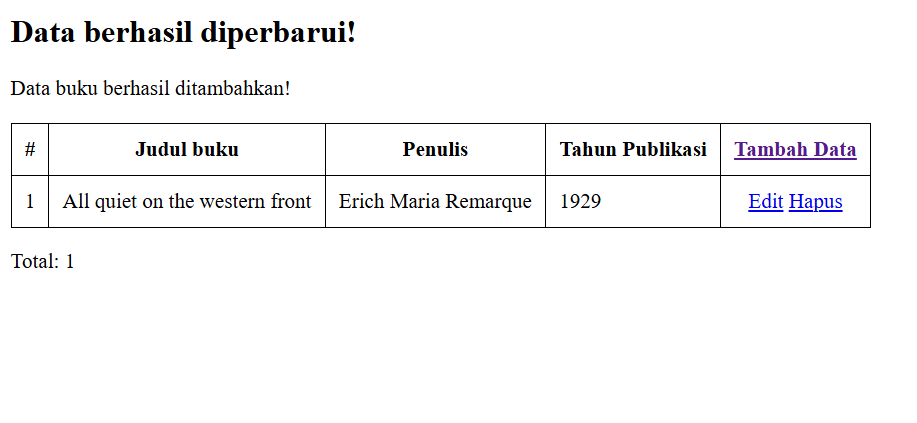 Data berhasil diperbarui!
Data buku berhasil ditambahkan!
# Judul buku Penulis Tahun Publikasi Tambah Data
1 All quiet on the western front Erich Maria Remarque 1929 Edit Hapus
Total: 1